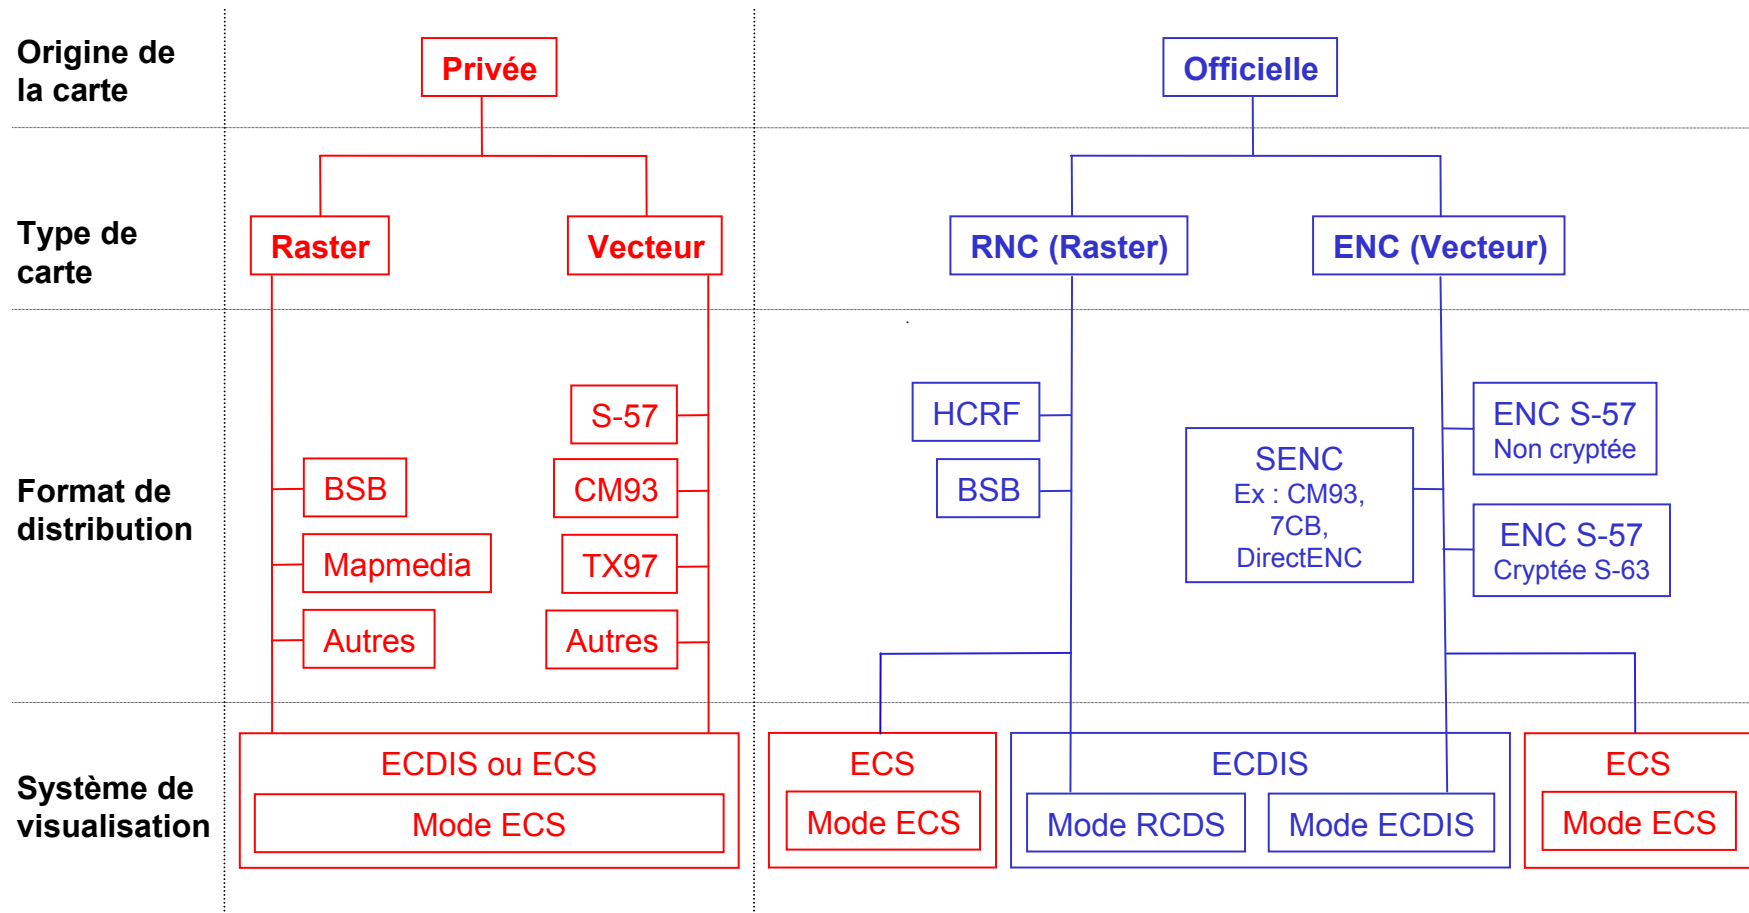 Origine de
la carte
Privée
Officielle
Type de
carte
Raster
Vecteur
RNC (Raster)
ENC (Vecteur)
Format de
distribution
BSB
Mapmedia
Autres
S-57
CM93
TX97
Autres
HCRF
BSB
SENC
Ex : CM93,
7CB,
DirectENC
ENC S-57
Non cryptée
ENC S-57
Cryptée S-63
Système de
visualisation
ECDIS ou ECS
Mode ECS
ECS
Mode ECS
ECDIS
Mode RCDS
Mode ECDIS
ECS
Mode ECS